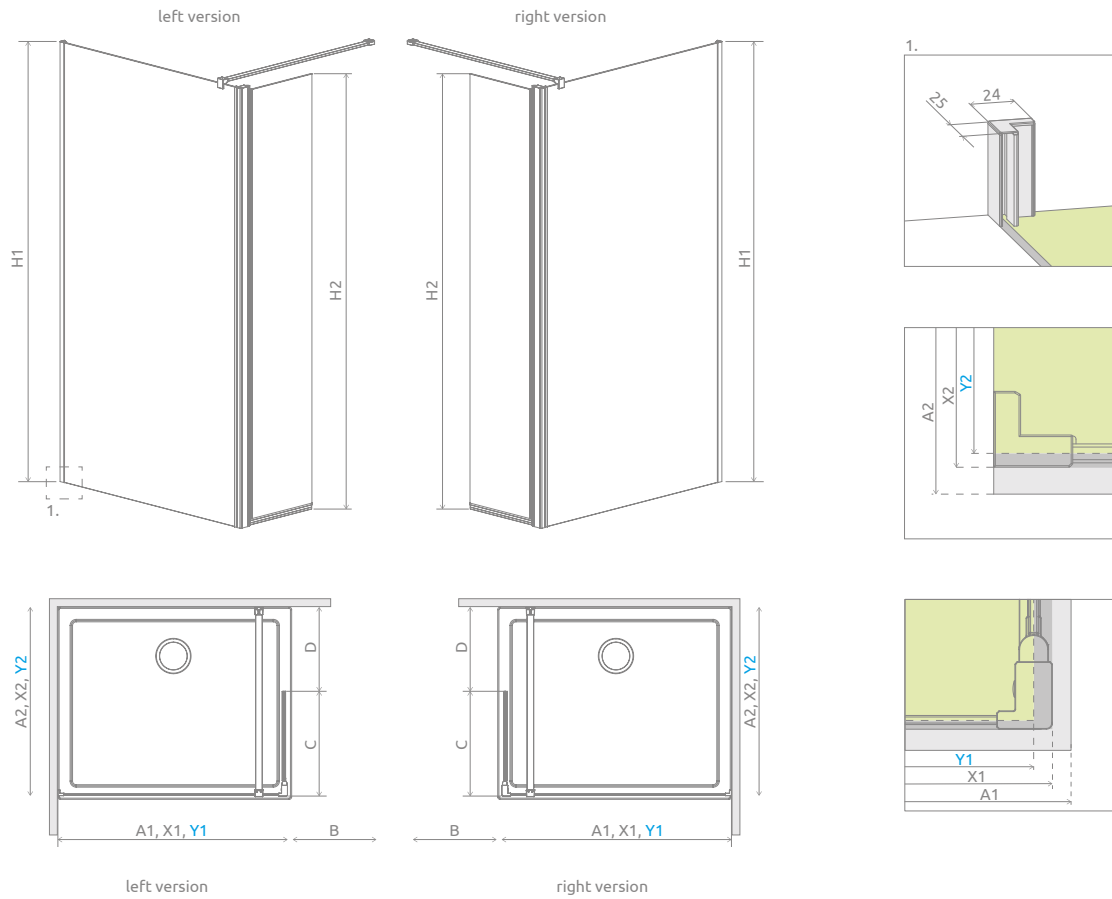 left version
right version
1.
H1
H2
H2
H1
1.
25
24
A2
X2
Y2
A2, X2, Y2
D
C
D
C
A2, X2, Y2
A1, X1, Y1
B
B
A1, X1, Y1
Y1
X1
A1
left version
right version